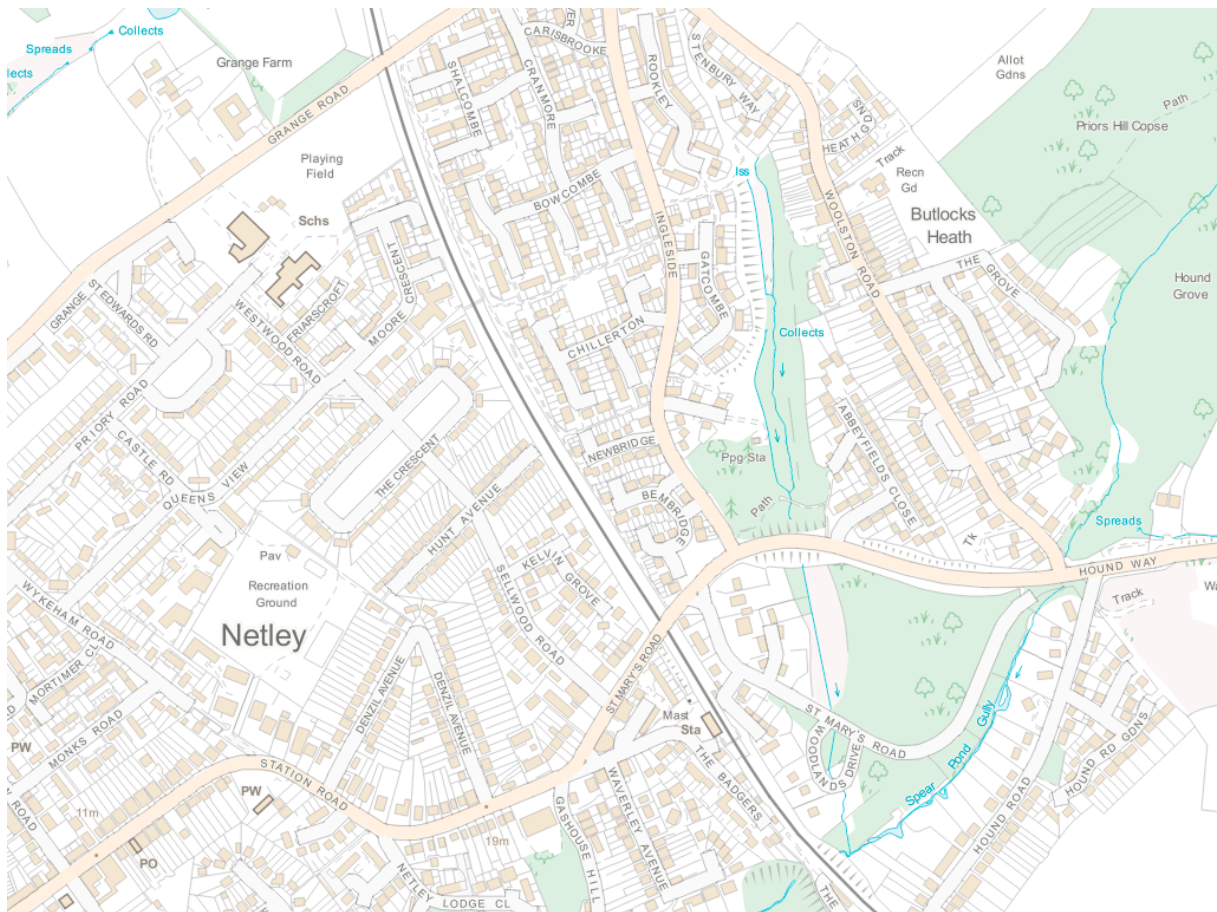 Collects
Spreads
llects
Grange Farm
GRANGE ROAD
Playing
Field
Schs
SHALCOMBE
CRANMORE
CARISBROOKE
VER
ROOKLEY
STENBURY WAY
BOWCOMBE
INGLESIDE
GATCOMBE
CHILLERTON
NEWBRIDGE
BEMBRIDGE
Iss
Collects
Ppg Sta
Path
HEATH GDNS
WOOLSTON ROAD
Track
Recn
Gd
Allot
Gdns
Path
Priors Hill Copse
Butlocks
Heath
THE GROVE
Hound
Grove
ABBEYFIELDS CLOSE
Tk
Spreads
HOUND WAY
Track
Wa
GRANGE
ST EDWARDS RD
WESTWOOD ROAD
FRIARSCROFT
MOORE CRESCENT
PRIORY ROAD
CASTLE RD
QUEENS VIEW
THE CRESCENT
HUNT AVENUE
KELVIN GROVE
SELLWOOD ROAD
Pav
Recreation
Ground
Netley
WYKEHAM ROAD
MORTIMER CL
MONKS ROAD
PW
ROAD
DENZIL AVENUE
DENZIL AVENUE
STATION ROAD
PW
11m
19m
PO
ST MARY'S ROAD
Mast
Sta
THE BADGERS
WAVERLEY AVENUE
GASHOUSE HILL
NETLEY
LODGE CL
THE
ST MARY'S ROAD
WOODLANDS DRIVE
Spear Pond Gully
HOUND ROAD
HOUND RD GDNS